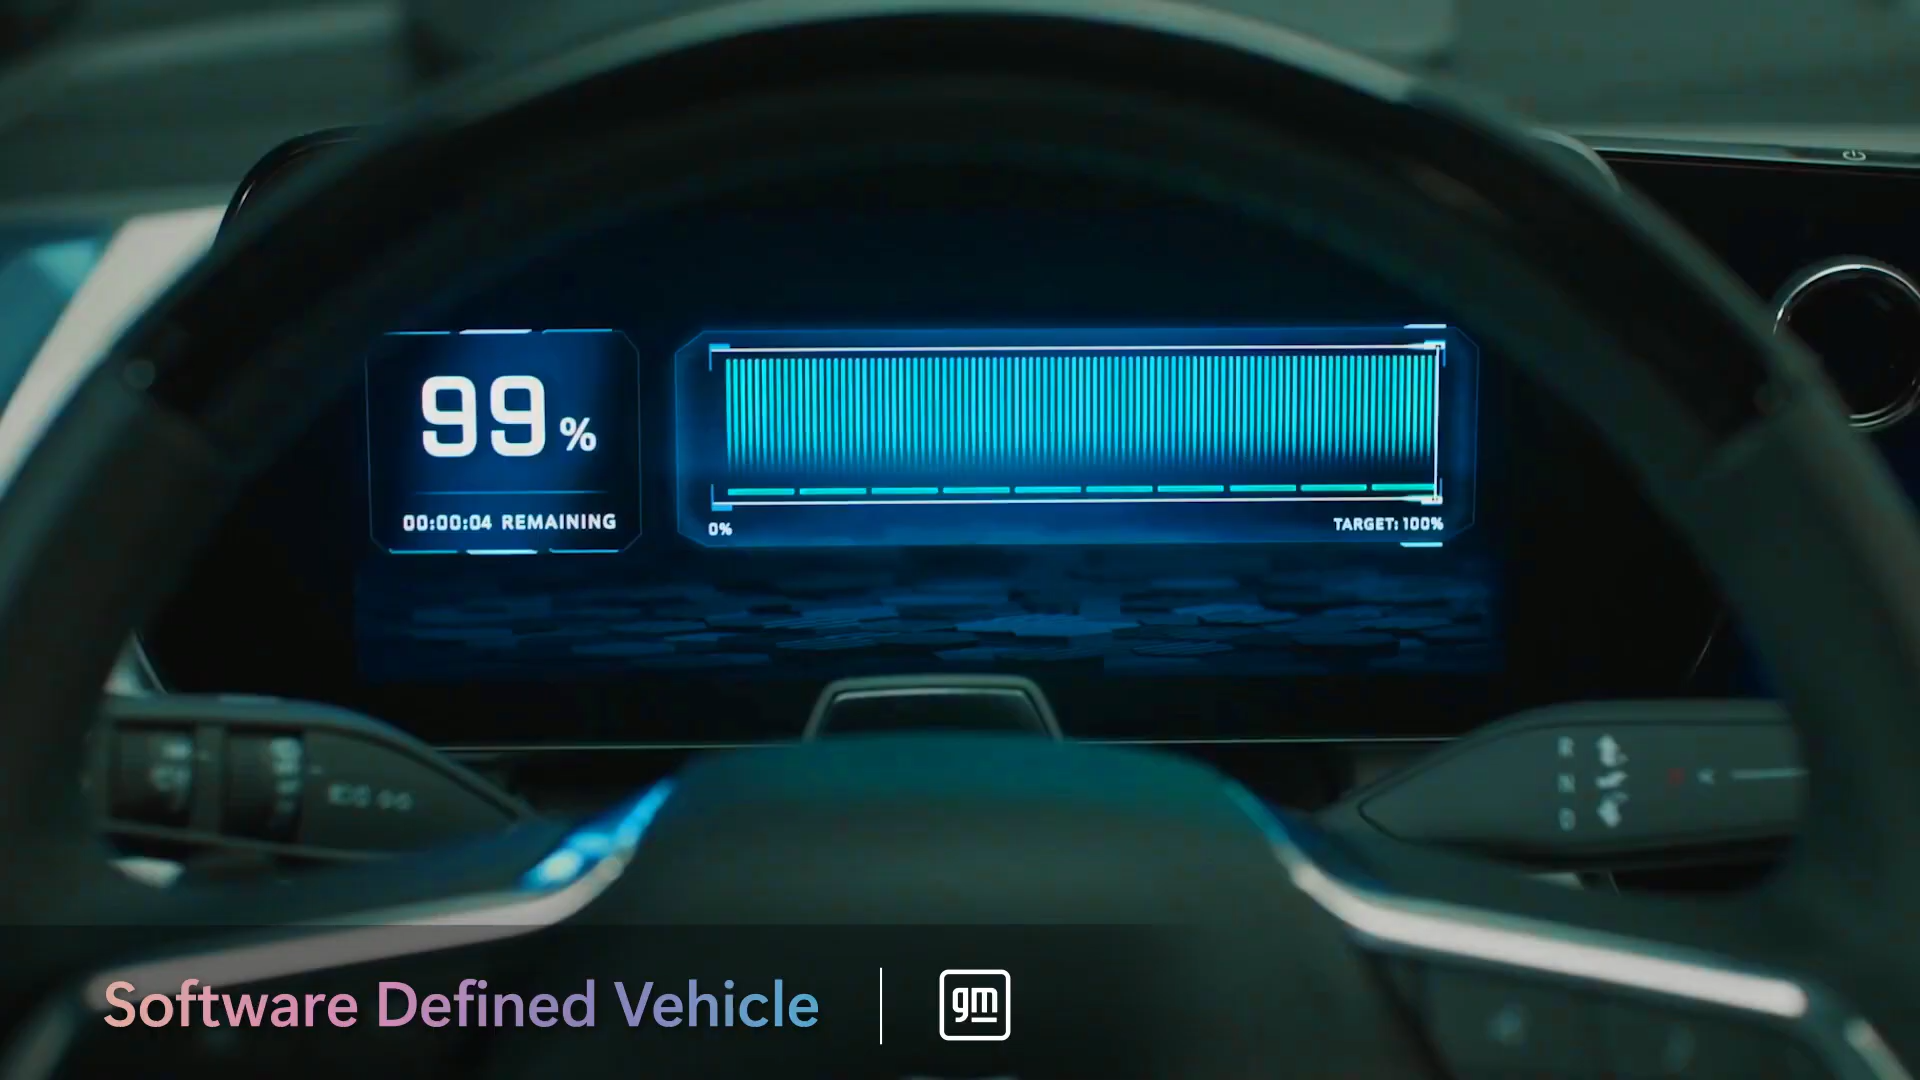 99%
00:00:04 REMAINING
0%
TARGET: 100%
R
N
D
Software Defined Vehicle
gm